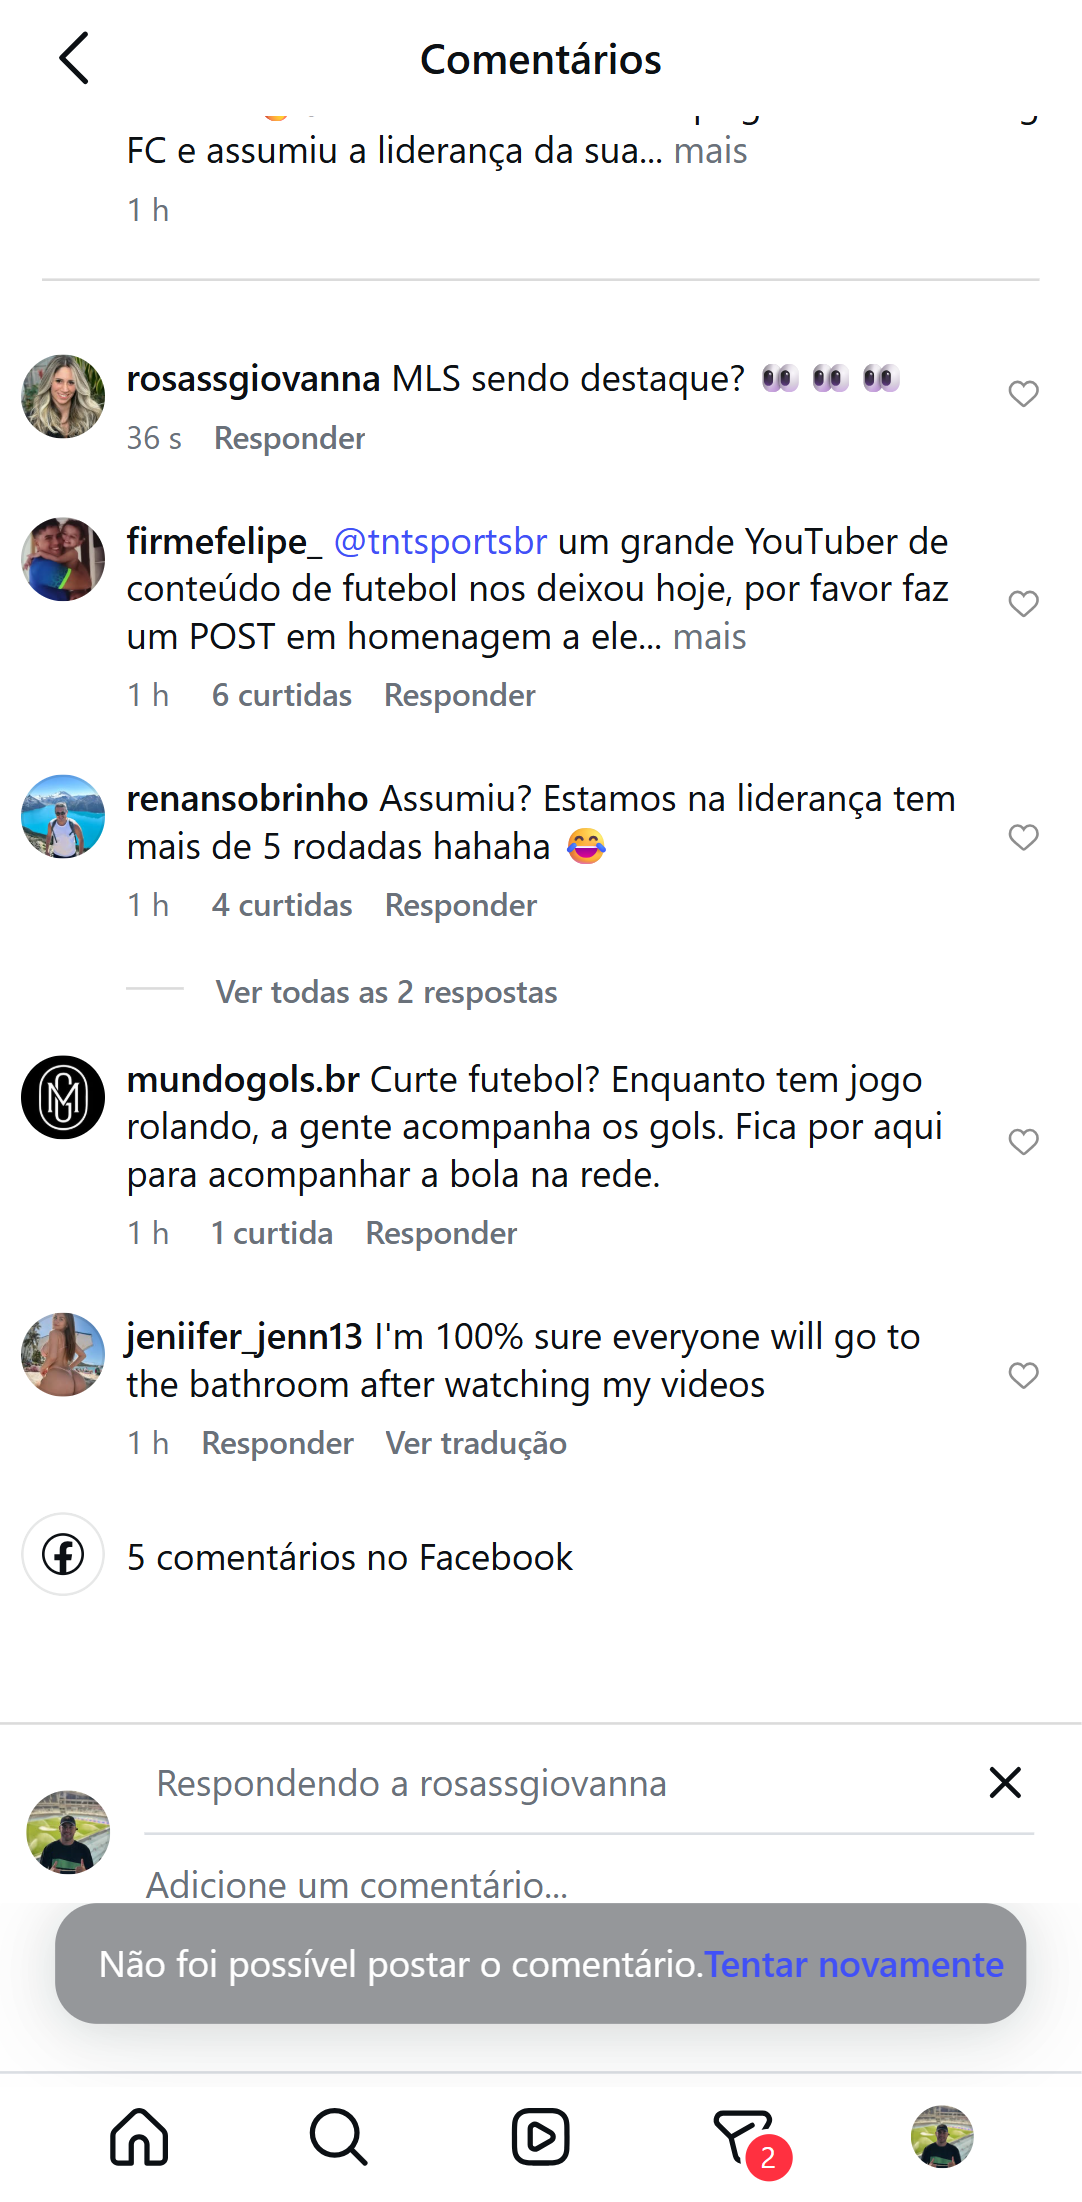 Comentários
FC e assumiu a liderança da sua... mais
1 h
rosassgiovanna MLS sendo destaque? 👀 👀 👀
36 s Responder
firmefelipe_ @tntsportsbr um grande YouTuber de
conteúdo de futebol nos deixou hoje, por favor faz
um POST em homenagem a ele... mais
1 h 6 curtidas Responder
renansobrinho Assumiu? Estamos na liderança tem
mais de 5 rodadas hahaha 😂
1 h 4 curtidas Responder
Ver todas as 2 respostas
mundogols.br Curte futebol? Enquanto tem jogo
rolando, a gente acompanha os gols. Fica por aqui
para acompanhar a bola na rede.
1 h 1 curtida Responder
jeniifer_jenn13 I'm 100% sure everyone will go to
the bathroom after watching my videos
1 h Responder Ver tradução
5 comentários no Facebook
Respondendo a rosassgiovanna
Adicione um comentário...
Não foi possível postar o comentário.Tentar novamente
2